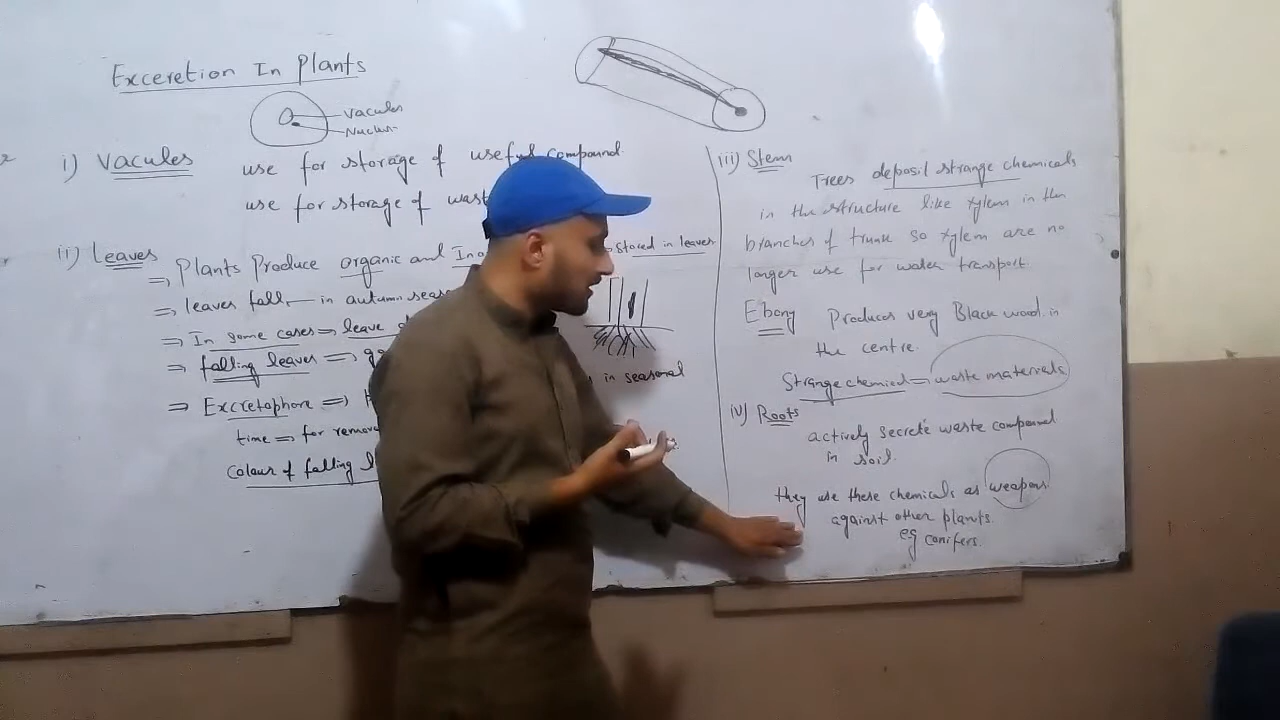 Exceretion In Plants
Vacules
i) Vacules
use for storage of useful compound
use for storage of
ii) Leaves
⇒ Plants Produce organic and stored in leaves
⇒ leaves fall in autumn
⇒ In some cases ⇒ leave
⇒ falling leaves ⇒
in seasonal
⇒ Excretophore ⇒
time ⇒ for
Colour of falling
iii) Stem
Trees deposil strange chemicals
in the structure like xylem in the
branches of trunk so xylem are no
longer use for water transport.
Ebony Produces very Black wood in
the centre.
Strange chemical = waste materials
iv) Roots
actively secrete waste compound
in soil.
they use these chemicals as weapons
against other plants.
eg conifers.